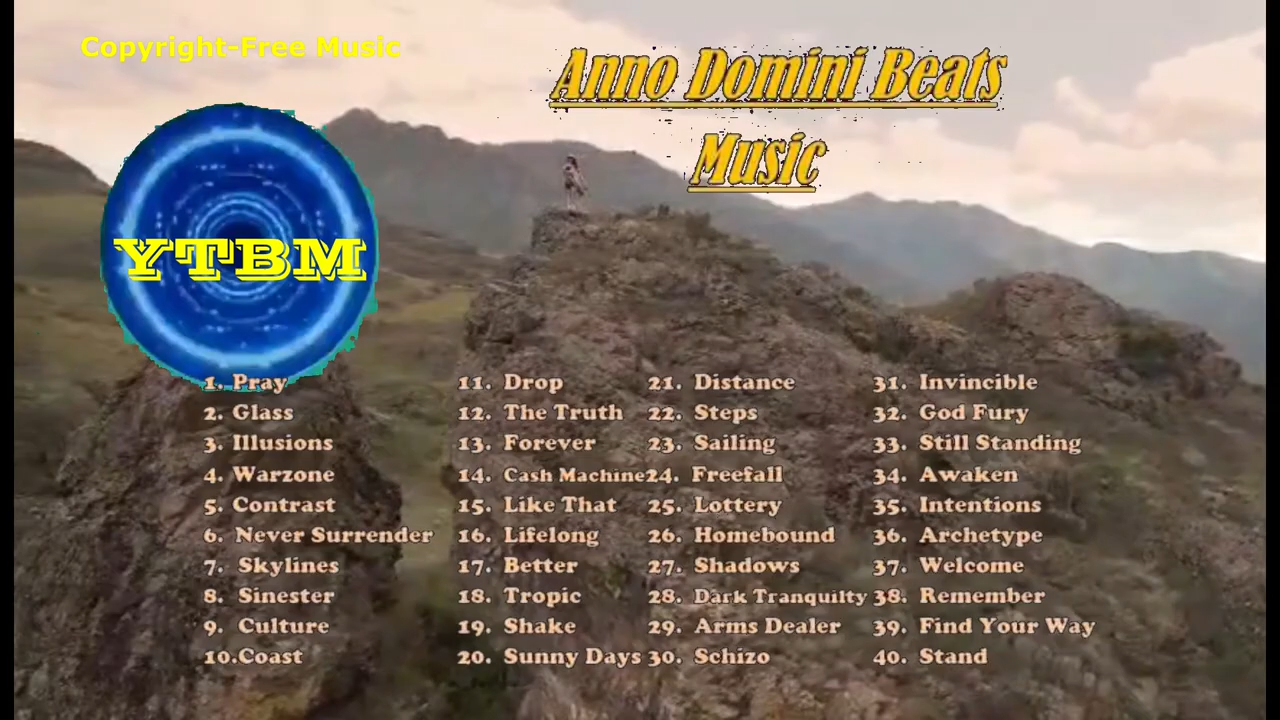 Copyright-Free Music
Anno Domini Beats
Music
YTBM
1. Pray
2. Glass
3. Illusions
4. Warzone
5. Contrast
6. Never Surrender
7. Skylines
8. Sinester
9. Culture
10.Coast
11. Drop
12. The Truth
13. Forever
14. Cash Machine
15. Like That
16. Lifelong
17. Better
18. Tropic
19. Shake
20. Sunny Days
21. Distance
22. Steps
23. Sailing
24. Freefall
25. Lottery
26. Homebound
27. Shadows
28. Dark Tranquilty
29. Arms Dealer
30. Schizo
31. Invincible
32. God Fury
33. Still Standing
34. Awaken
35. Intentions
36. Archetype
37. Welcome
38. Remember
39. Find Your Way
40. Stand